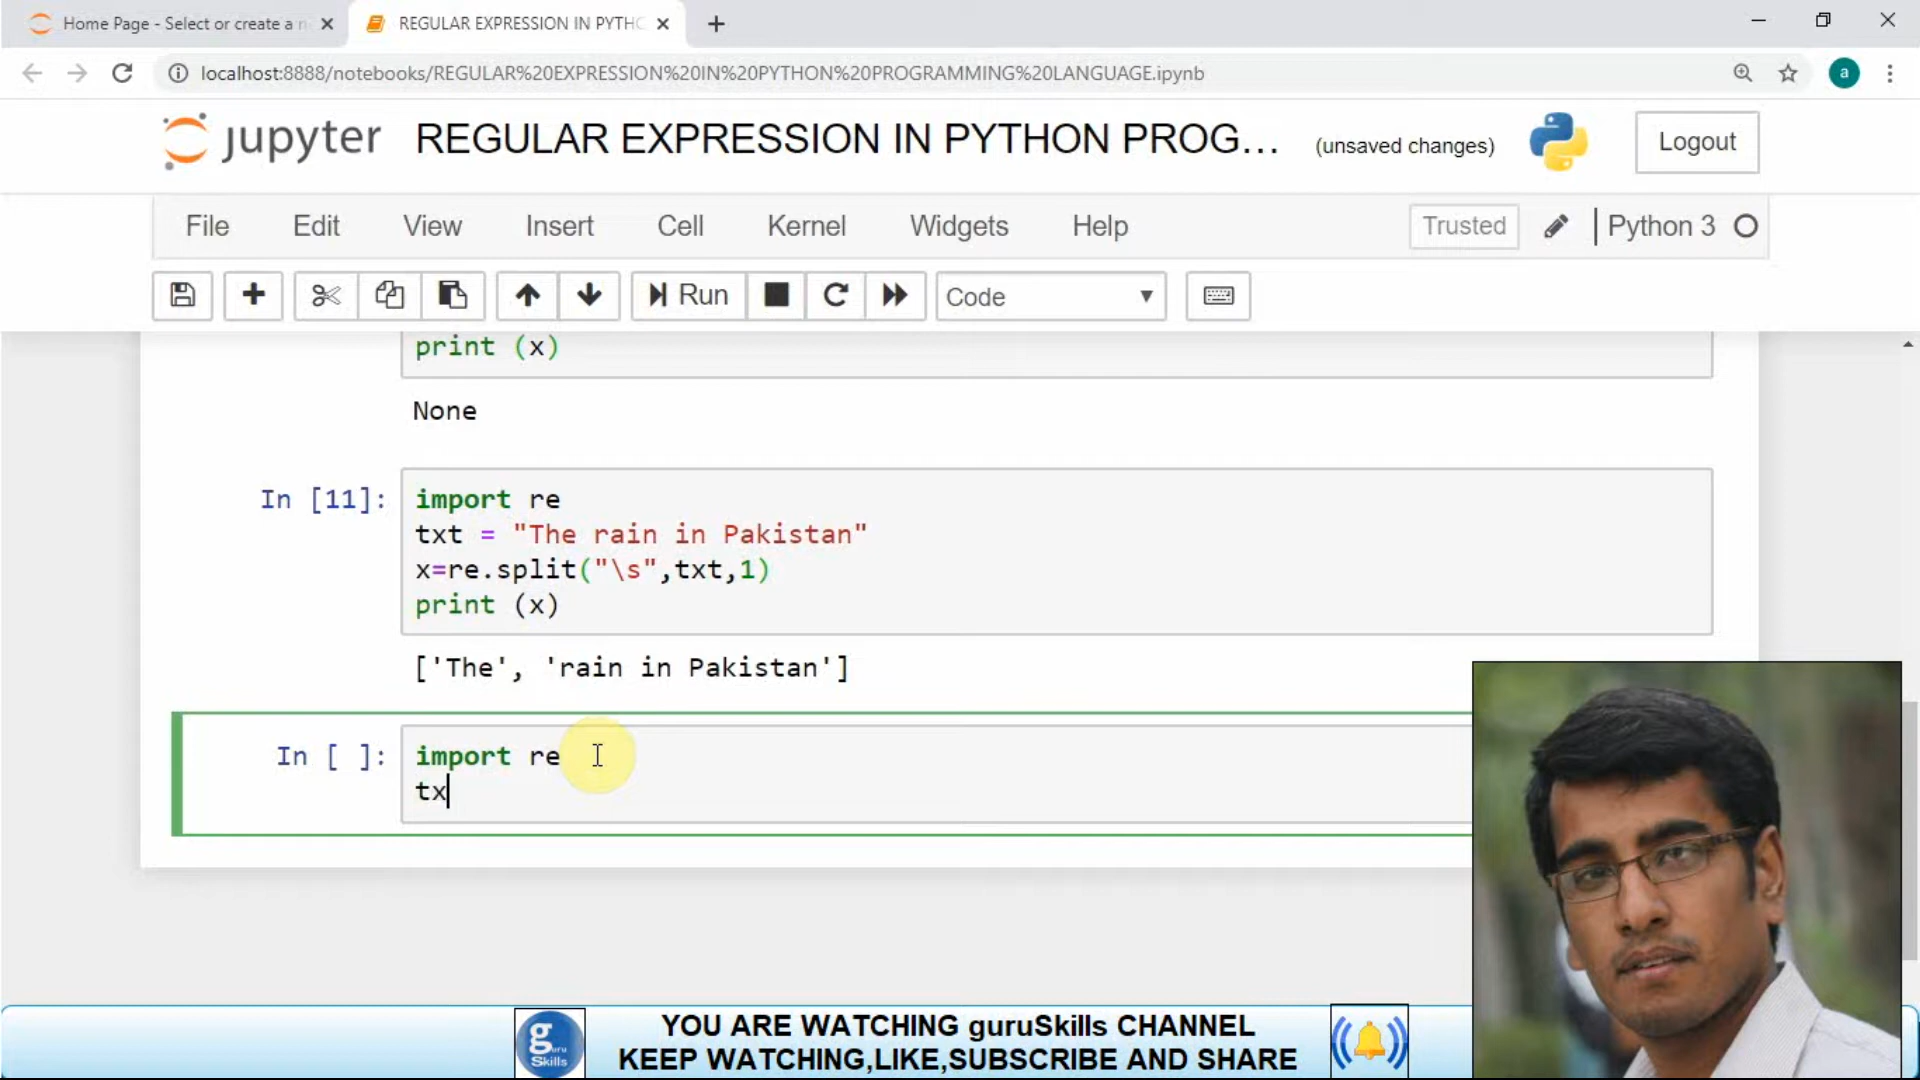 Home Page - Select or create a n
REGULAR EXPRESSION IN PYTHC
localhost:8888/notebooks/REGULAR%20EXPRESSION%20IN%20PYTHON%20PROGRAMMING%20LANGUAGE.ipynb
a
jupyter
REGULAR EXPRESSION IN PYTHON PROG...
(unsaved changes)
Logout
File Edit View Insert Cell Kernel Widgets Help
Trusted
Python 3
Run
Code
print (x)
None
In [11]:
import re
txt = "The rain in Pakistan"
x=re.split("\s",txt,1)
print (x)
['The', 'rain in Pakistan']
In [ ]:
import re
tx
guru
Skills
YOU ARE WATCHING guruSkills CHANNEL
KEEP WATCHING,LIKE,SUBSCRIBE AND SHARE